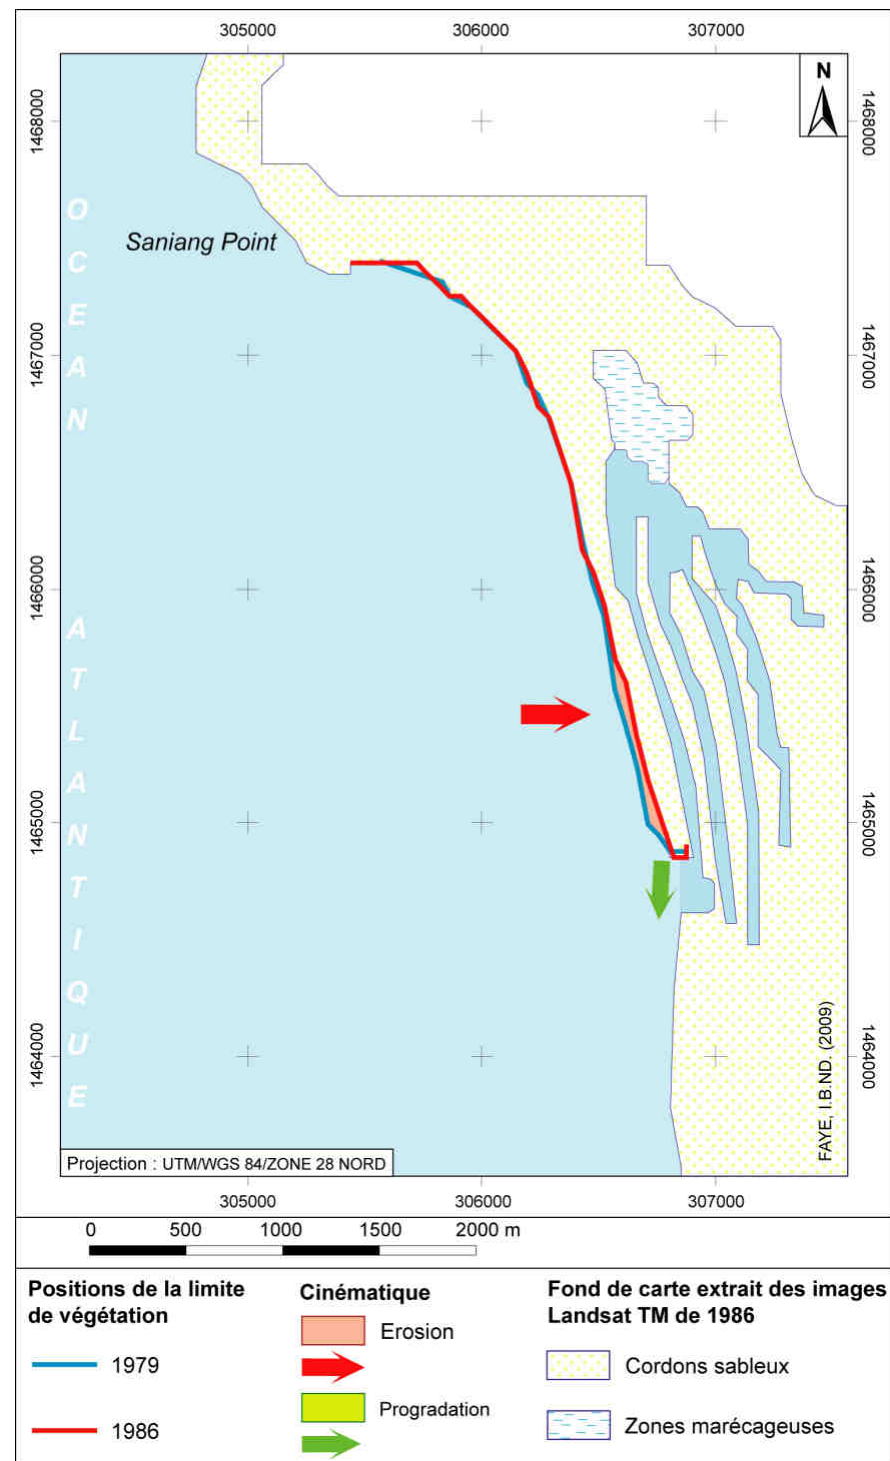 305000 306000 307000
N
1468000 1468000
OCEAN ATLANTIQUE
Saniang Point
1467000 1467000
1466000 1466000
1465000 1465000
1464000 1464000
FAYE, I.B.ND. (2009)
Projection : UTM/WGS 84/ZONE 28 NORD
305000 306000 307000
0 500 1000 1500 2000 m
Positions de la limite
de végétation
1979
1986
Cinématique
Erosion
Progradation
Fond de carte extrait des images
Landsat TM de 1986
Cordons sableux
Zones marécageuses